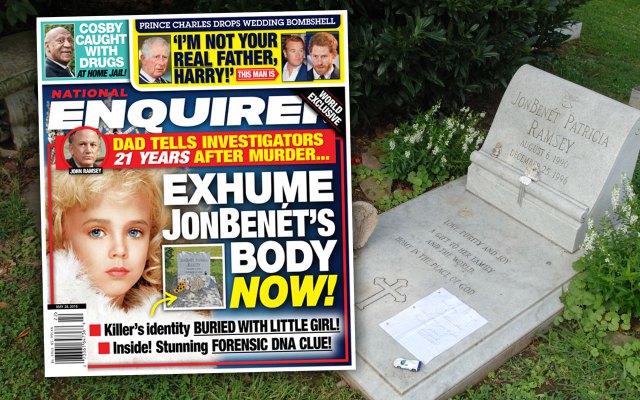 COSBY
CAUGHT
WITH
DRUGS
AT HOME JAIL!
PRINCE CHARLES DROPS WEDDING BOMBSHELL
'I'M NOT YOUR
REAL FATHER,
HARRY!' THIS MAN IS
NATIONAL
ENQUIRER
WORLD
EXCLUSIVE
JOHN RAMSEY
DAD TELLS INVESTIGATORS
21 YEARS AFTER MURDER...
EXHUME
JONBENÉT'S
BODY
NOW!
Killer's identity BURIED WITH LITTLE GIRL!
Inside! Stunning FORENSIC DNA CLUE!
JONBENÉT PATRICIA
RAMSEY
AUGUST 6, 1990
DECEMBER 25, 1996
LOVE, PURITY AND JOY
A GIFT TO HER FAMILY
AND THE WORLD
IN THE PEACE OF GOD